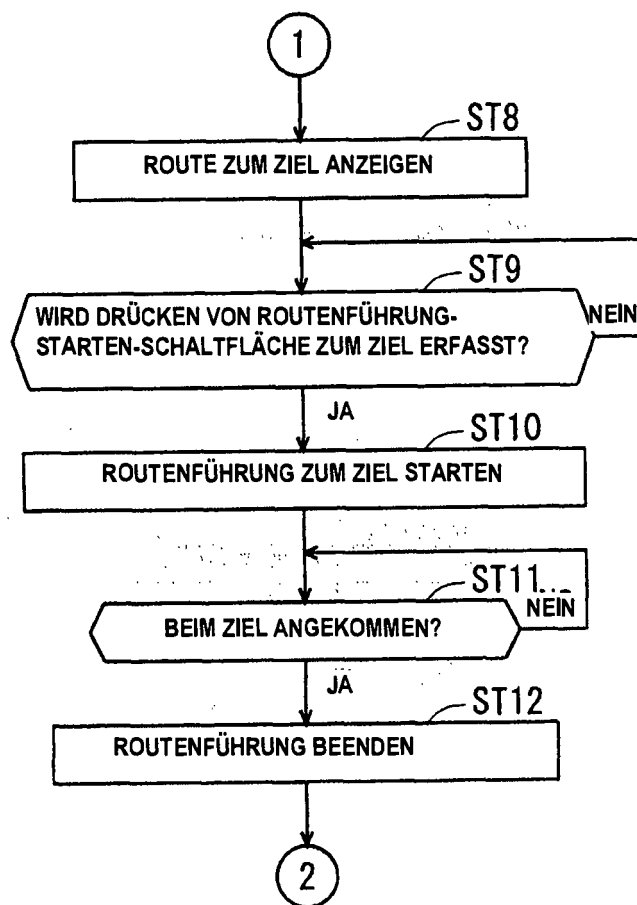 1
ST8
ROUTE ZUM ZIEL ANZEIGEN
ST9
WIRD DRÜCKEN VON ROUTENFÜHRUNG-
STARTEN-SCHALTFLÄCHE ZUM ZIEL ERFASST?
NEIN
JA
ST10
ROUTENFÜHRUNG ZUM ZIEL STARTEN
ST11
NEIN
BEIM ZIEL ANGEKOMMEN?
JA
ST12
ROUTENFÜHRUNG BEENDEN
2